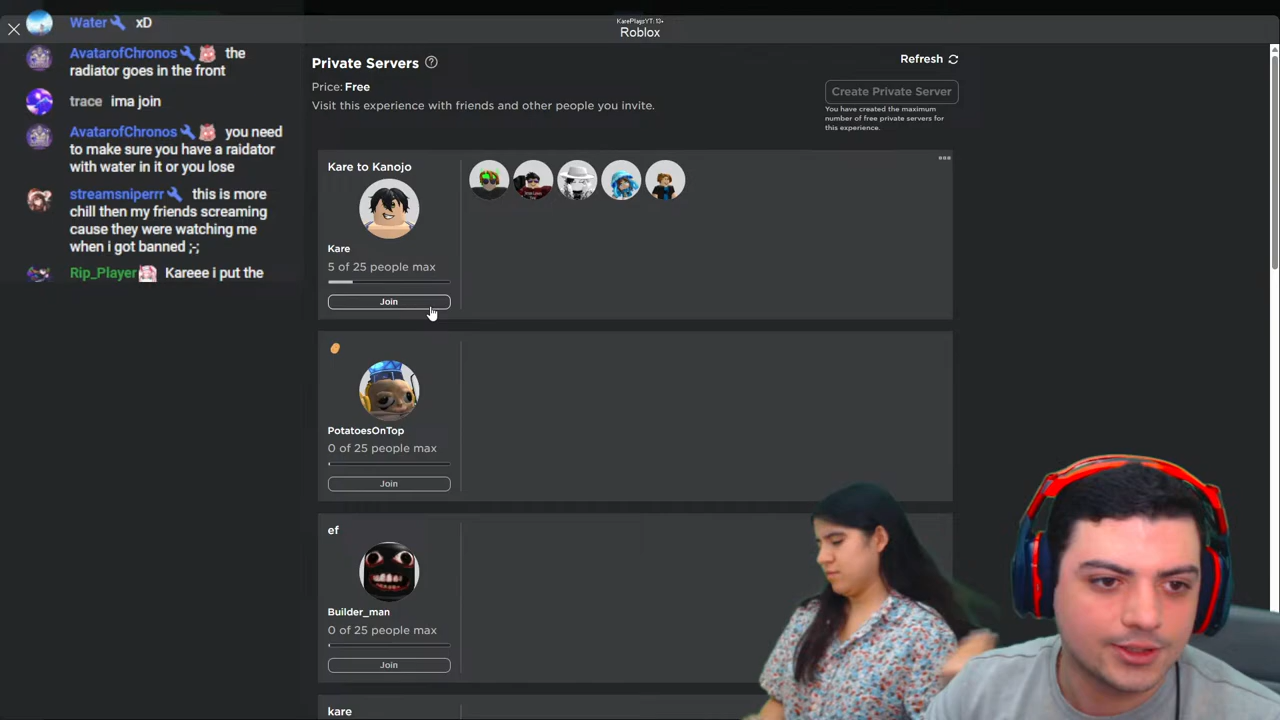 KarePlaysYT: 13+
Roblox
Water xD
AvatarofChronos the
radiator goes in the front
trace ima join
AvatarofChronos you need
to make sure you have a raidator
with water in it or you lose
streamsniperrr this is more
chill then my friends screaming
cause they were watching me
when i got banned ;-;
Rip_Player Kareee i put the
Private Servers ?
Refresh
Price: Free
Visit this experience with friends and other people you invite.
Create Private Server
You have created the maximum
number of free private servers for
this experience.
Kare to Kanojo
Kare
5 of 25 people max
Join
PotatoesOnTop
0 of 25 people max
Join
ef
Builder_man
0 of 25 people max
Join
kare